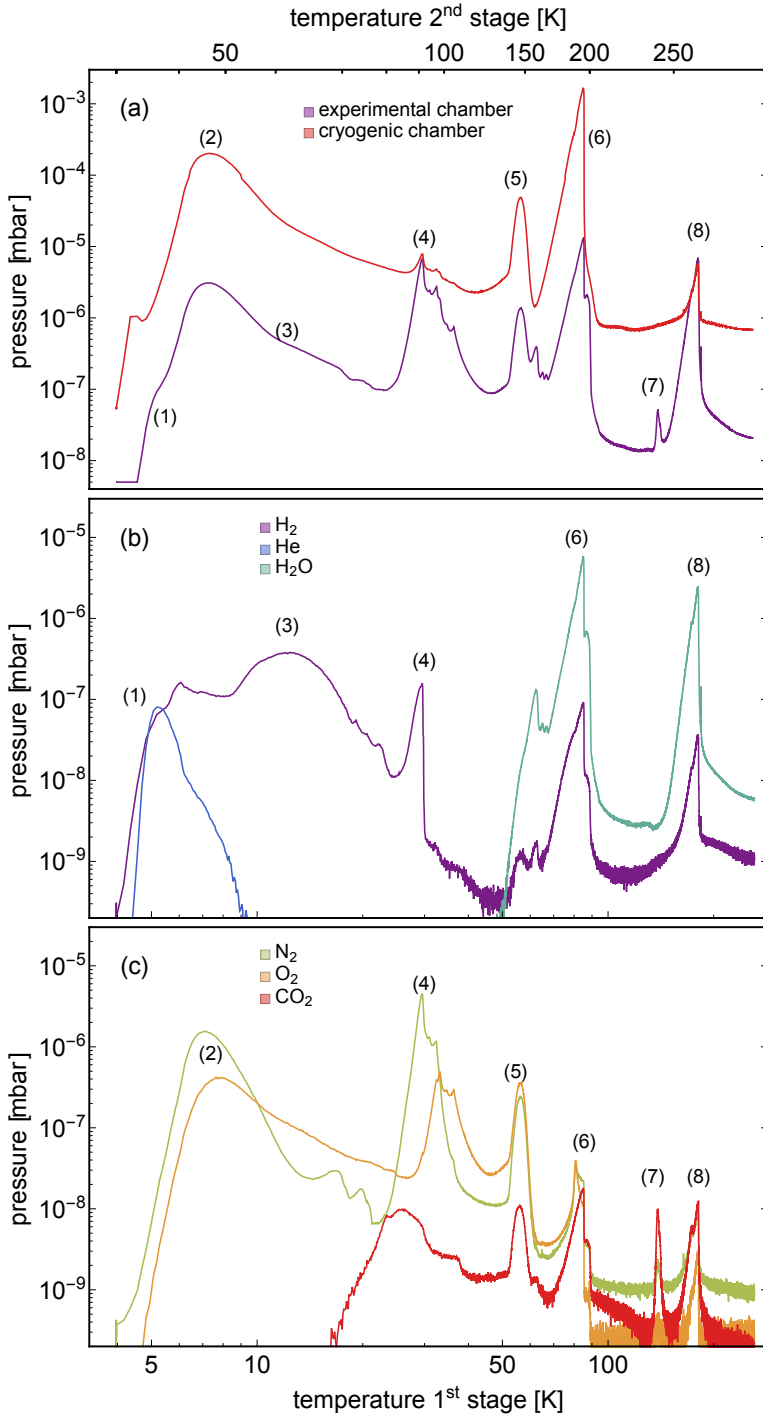 temperature 2nd stage [K]
50 100 150 200 250
(a)
experimental chamber
cryogenic chamber
(1) (2) (3) (4) (5) (6) (7) (8)
pressure [mbar]
10⁻³
10⁻⁴
10⁻⁵
10⁻⁶
10⁻⁷
10⁻⁸
(b)
H₂
He
H₂O
(1) (3) (4) (6) (8)
pressure [mbar]
10⁻⁵
10⁻⁶
10⁻⁷
10⁻⁸
10⁻⁹
(c)
N₂
O₂
CO₂
(2) (4) (5) (6) (7) (8)
pressure [mbar]
10⁻⁵
10⁻⁶
10⁻⁷
10⁻⁸
10⁻⁹
5 10 50 100
temperature 1st stage [K]